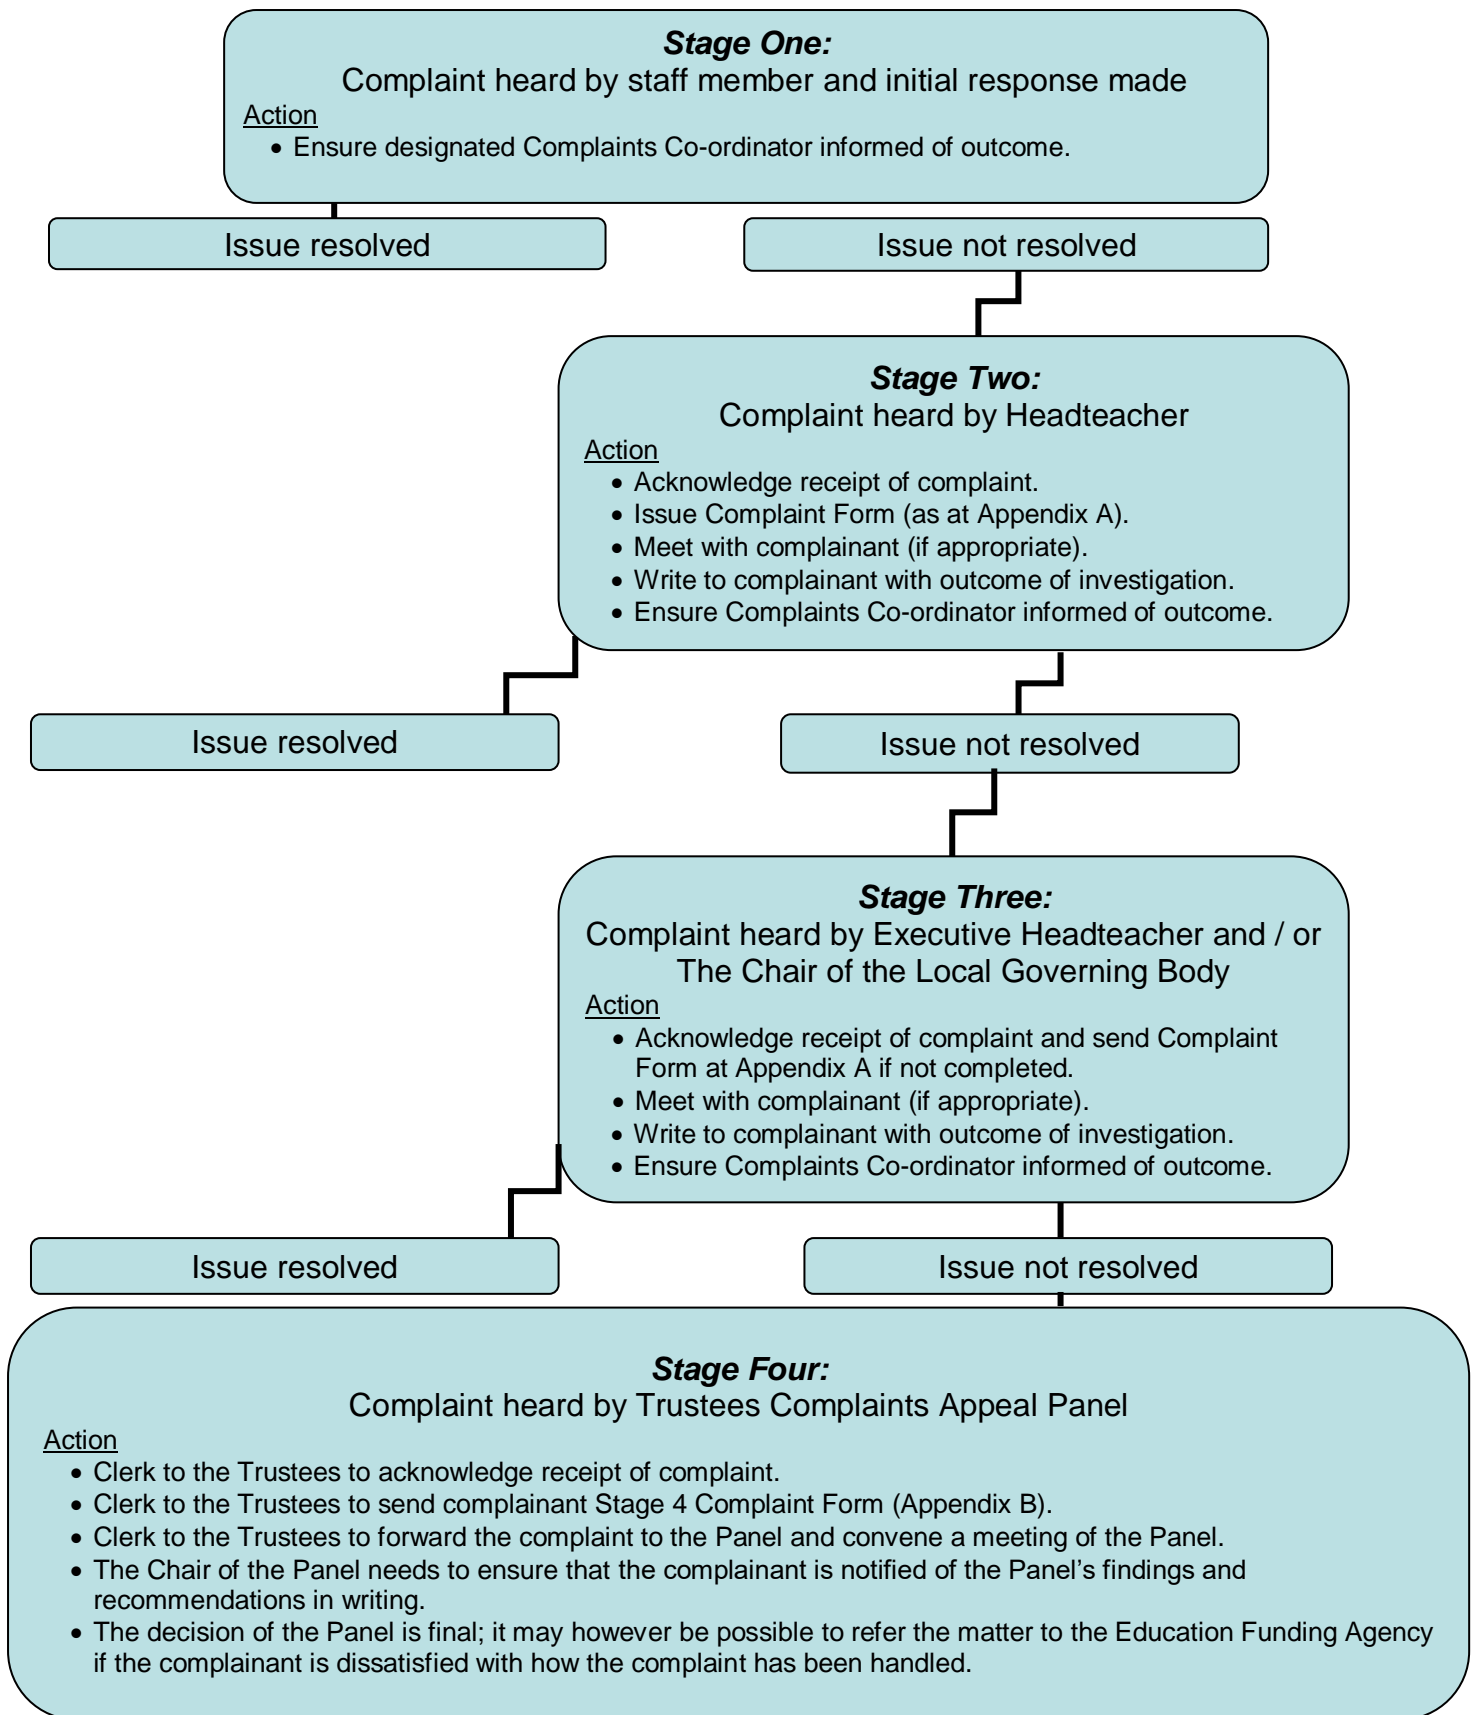 Stage One:
Complaint heard by staff member and initial response made
Action
• Ensure designated Complaints Co-ordinator informed of outcome.
Issue resolved
Issue not resolved
Stage Two:
Complaint heard by Headteacher
Action
• Acknowledge receipt of complaint.
• Issue Complaint Form (as at Appendix A).
• Meet with complainant (if appropriate).
• Write to complainant with outcome of investigation.
• Ensure Complaints Co-ordinator informed of outcome.
Issue resolved
Issue not resolved
Stage Three:
Complaint heard by Executive Headteacher and / or
The Chair of the Local Governing Body
Action
• Acknowledge receipt of complaint and send Complaint
Form at Appendix A if not completed.
• Meet with complainant (if appropriate).
• Write to complainant with outcome of investigation.
• Ensure Complaints Co-ordinator informed of outcome.
Issue resolved
Issue not resolved
Stage Four:
Complaint heard by Trustees Complaints Appeal Panel
Action
• Clerk to the Trustees to acknowledge receipt of complaint.
• Clerk to the Trustees to send complainant Stage 4 Complaint Form (Appendix B).
• Clerk to the Trustees to forward the complaint to the Panel and convene a meeting of the Panel.
• The Chair of the Panel needs to ensure that the complainant is notified of the Panel’s findings and
recommendations in writing.
• The decision of the Panel is final; it may however be possible to refer the matter to the Education Funding Agency
if the complainant is dissatisfied with how the complaint has been handled.